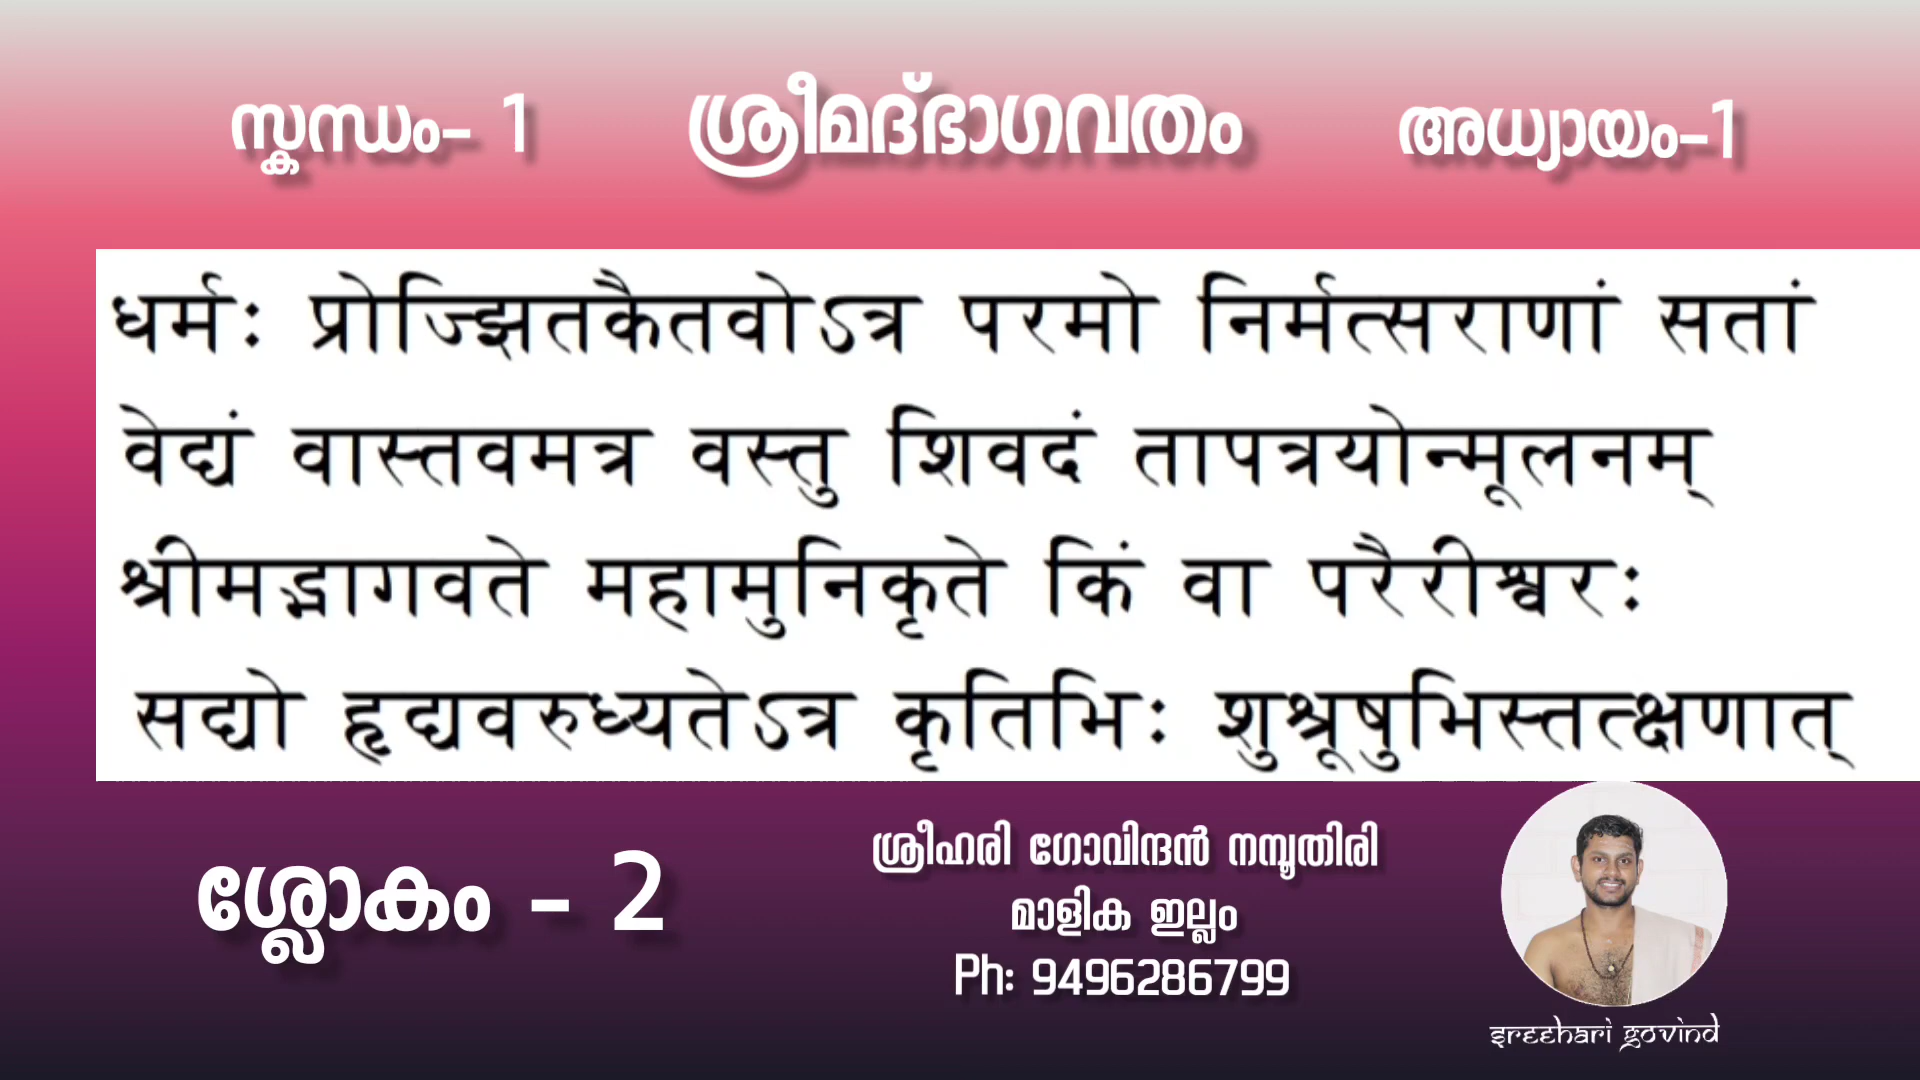 സ്കന്ധം- 1 ശ്രീമദ്ഭാഗവതം അധ്യായം-1
धर्मः प्रोज्झितकैतवोऽत्र परमो निर्मत्सराणां सतां
वेद्यं वास्तवमत्र वस्तु शिवदं तापत्रयोन्मूलनम्
श्रीमद्भागवते महामुनिकृते किं वा परैरीश्वरः
सद्यो हृद्यवरुध्यतेऽत्र कृतिभिः शुश्रूषुभिस्तत्क्षणात्
ശ്ലോകം - 2
ശ്രീഹരി ഗോവിന്ദൻ നമ്പൂതിരി
മാളിക ഇല്ലം
Ph: 9496286799
sreehari govind